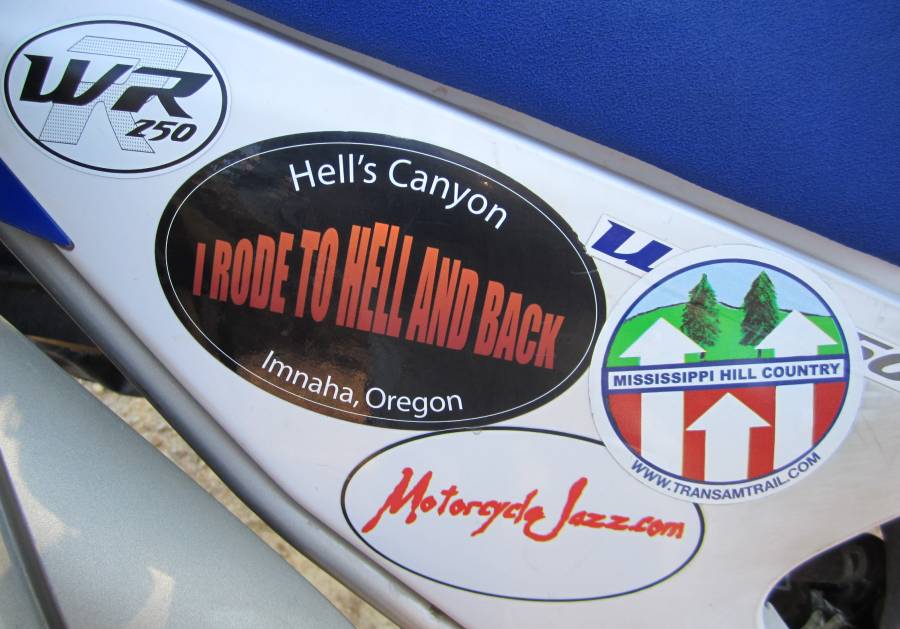 WR
250
Hell's Canyon
I RODE TO HELL AND BACK
Imnaha, Oregon
MISSISSIPPI HILL COUNTRY
WWW.TRANSAMTRAIL.COM
MotorcycleJazz.com